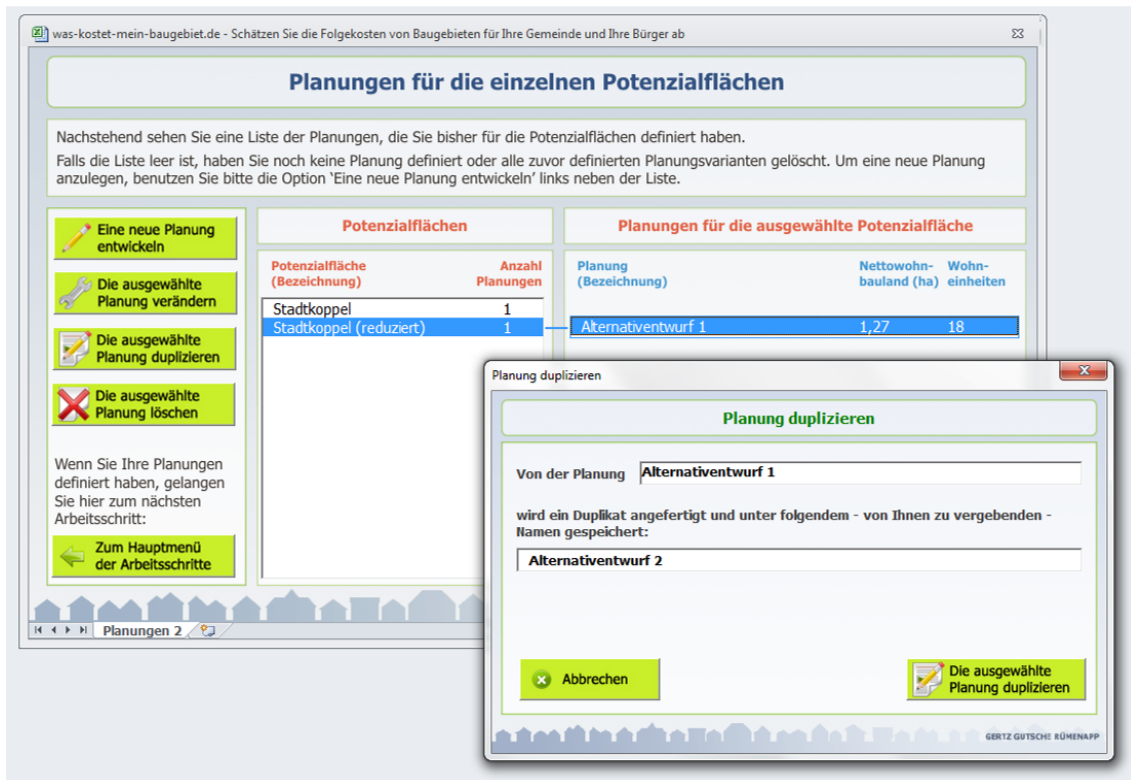 was-kostet-mein-baugebiet.de - Schätzen Sie die Folgekosten von Baugebieten für Ihre Gemeinde und Ihre Bürger ab
Planungen für die einzelnen Potenzialflächen
Nachstehend sehen Sie eine Liste der Planungen, die Sie bisher für die Potenzialflächen definiert haben.
Falls die Liste leer ist, haben Sie noch keine Planung definiert oder alle zuvor definierten Planungsvarianten gelöscht. Um eine neue Planung
anzulegen, benutzen Sie bitte die Option 'Eine neue Planung entwickeln' links neben der Liste.
Eine neue Planung
entwickeln
Die ausgewählte
Planung verändern
Die ausgewählte
Planung duplizieren
Die ausgewählte
Planung löschen
Wenn Sie Ihre Planungen
definiert haben, gelangen
Sie hier zum nächsten
Arbeitsschritt:
Zum Hauptmenü
der Arbeitsschritte
Potenzialflächen
Potenzialfläche Anzahl
(Bezeichnung) Planungen
Stadtkoppel 1
Stadtkoppel (reduziert) 1
Planungen für die ausgewählte Potenzialfläche
Planung Nettowohn- Wohn-
(Bezeichnung) bauland (ha) einheiten
Alternativentwurf 1 1,27 18
Planungen 2
Planung duplizieren
Planung duplizieren
Von der Planung Alternativentwurf 1
wird ein Duplikat angefertigt und unter folgendem - von Ihnen zu vergebenden -
Namen gespeichert:
Alternativentwurf 2
Abbrechen
Die ausgewählte
Planung duplizieren
GERTZ GUTSCHE RÜMENAPP